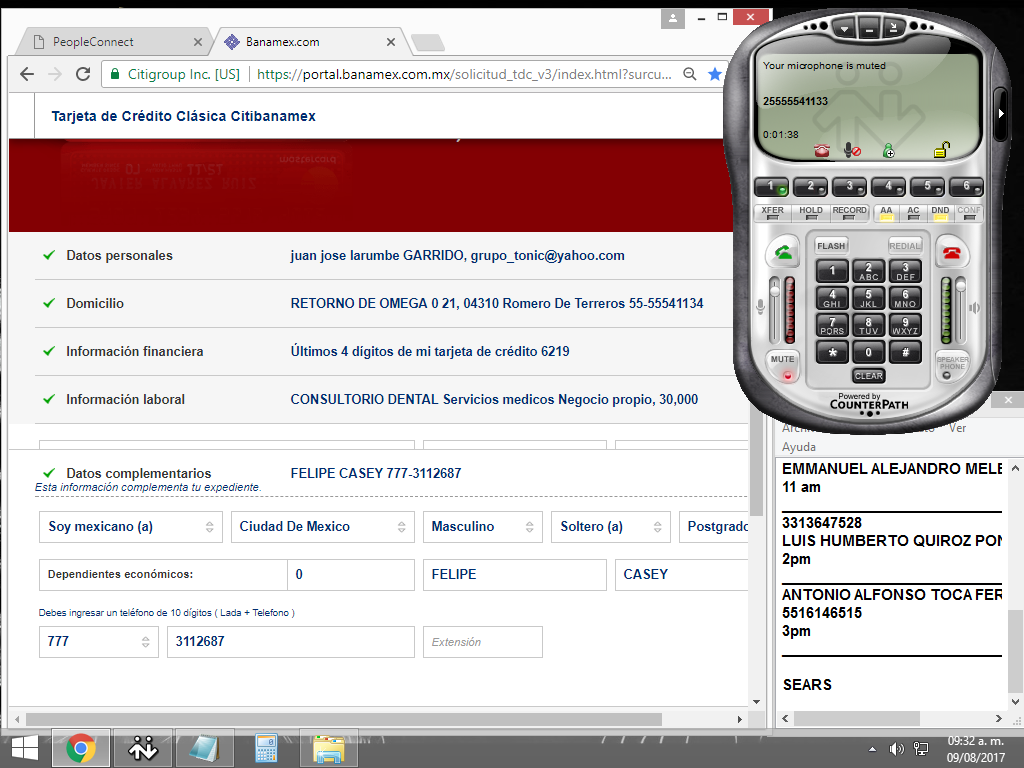 PeopleConnect
Banamex.com
Citigroup Inc. [US]
https://portal.banamex.com.mx/solicitud_tdc_v3/index.html?surcu...
Tarjeta de Crédito Clásica Citibanamex
Datos personales
juan jose larumbe GARRIDO, grupo_tonic@yahoo.com
Domicilio
RETORNO DE OMEGA 0 21, 04310 Romero De Terreros 55-55541134
Información financiera
Últimos 4 dígitos de mi tarjeta de crédito 6219
Información laboral
CONSULTORIO DENTAL Servicios medicos Negocio propio, 30,000
Datos complementarios
FELIPE CASEY 777-3112687
Esta información complementa tu expediente.
Soy mexicano (a)
Ciudad De Mexico
Masculino
Soltero (a)
Postgrado
Dependientes económicos:
0
FELIPE
CASEY
Debes ingresar un teléfono de 10 dígitos ( Lada + Telefono )
777
3112687
Extensión
Your microphone is muted
25555541133
0:01:38
1 2 3 4 5 6
XFER HOLD RECORD AA AC DND CONF
FLASH REDIAL
1
2 ABC
3 DEF
4 GHI
5 JKL
6 MNO
7 PQRS
8 TUV
9 WXYZ
* 0 #
MUTE
SPEAKER PHONE
CLEAR
Powered by
COUNTERPATH
Ver
Ayuda
EMMANUEL ALEJANDRO MELE
11 am
3313647528
LUIS HUMBERTO QUIROZ PON
2pm
ANTONIO ALFONSO TOCA FER
5516146515
3pm
SEARS
09:32 a. m.
09/08/2017